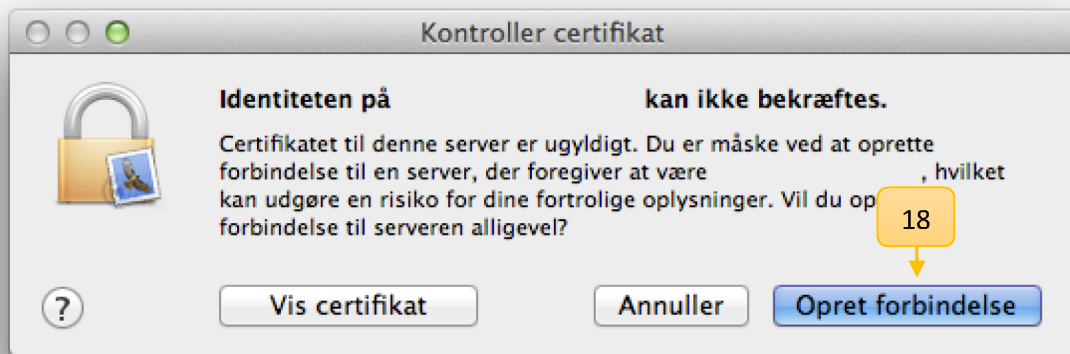 Kontroller certifikat
Identiteten på kan ikke bekræftes.
Certifikatet til denne server er ugyldigt. Du er måske ved at oprette
forbindelse til en server, der foregiver at være , hvilket
kan udgøre en risiko for dine fortrolige oplysninger. Vil du op
forbindelse til serveren alligevel?
18
?
Vis certifikat
Annuller
Opret forbindelse